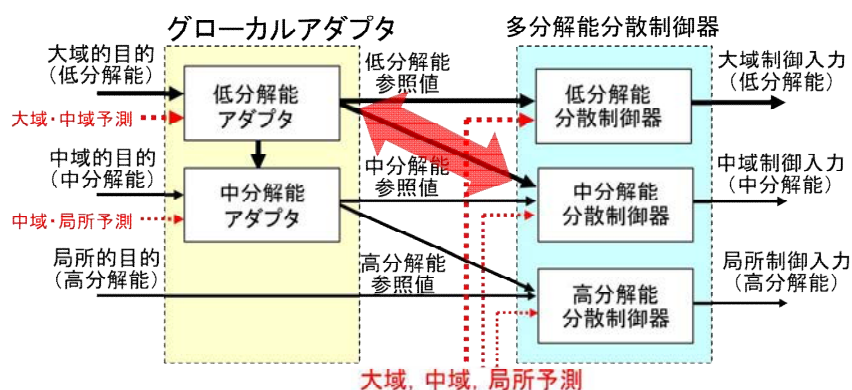 グローカルアダプタ
多分解能分散制御器
大域的目的
(低分解能)
低分解能
参照値
大域制御入力
(低分解能)
低分解能
アダプタ
低分解能
分散制御器
大域・中域予測
中域的目的
(中分解能)
中分解能
参照値
中域制御入力
(中分解能)
中分解能
アダプタ
中分解能
分散制御器
中域・局所予測
局所的目的
(高分解能)
高分解能
参照値
局所制御入力
(高分解能)
高分解能
分散制御器
大域, 中域, 局所予測